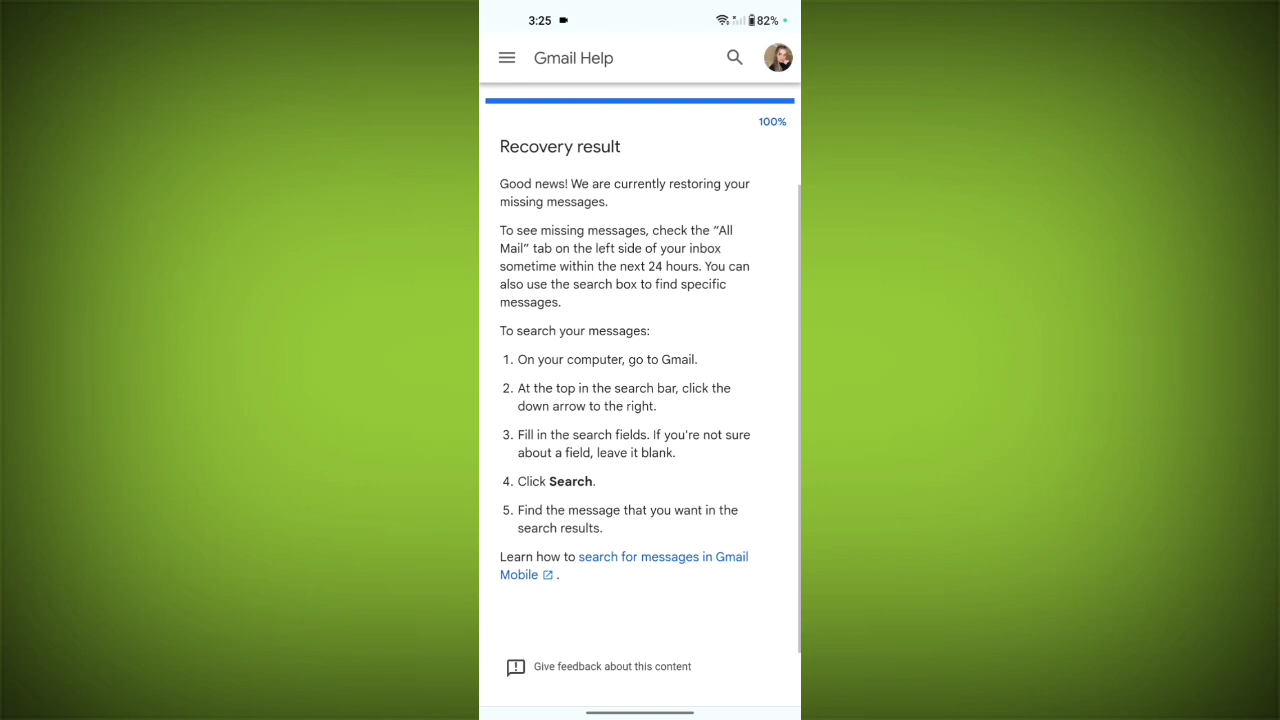 3:25
82%
Gmail Help
100%
Recovery result
Good news! We are currently restoring your
missing messages.
To see missing messages, check the “All
Mail” tab on the left side of your inbox
sometime within the next 24 hours. You can
also use the search box to find specific
messages.
To search your messages:
1. On your computer, go to Gmail.
2. At the top in the search bar, click the
down arrow to the right.
3. Fill in the search fields. If you're not sure
about a field, leave it blank.
4. Click Search.
5. Find the message that you want in the
search results.
Learn how to search for messages in Gmail
Mobile .
Give feedback about this content